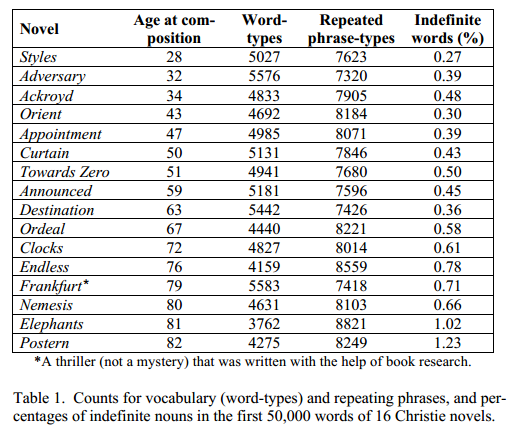 Novel Age at com-position Word-types Repeated phrase-types Indefinite words (%)
Styles 28 5027 7623 0.27
Adversary 32 5576 7320 0.39
Ackroyd 34 4833 7905 0.48
Orient 43 4692 8184 0.30
Appointment 47 4985 8071 0.39
Curtain 50 5131 7846 0.43
Towards Zero 51 4941 7680 0.50
Announced 59 5181 7596 0.45
Destination 63 5442 7426 0.36
Ordeal 67 4440 8221 0.58
Clocks 72 4827 8014 0.61
Endless 76 4159 8559 0.78
Frankfurt* 79 5583 7418 0.71
Nemesis 80 4631 8103 0.66
Elephants 81 3762 8821 1.02
Postern 82 4275 8249 1.23
*A thriller (not a mystery) that was written with the help of book research.
Table 1. Counts for vocabulary (word-types) and repeating phrases, and per-
centages of indefinite nouns in the first 50,000 words of 16 Christie novels.